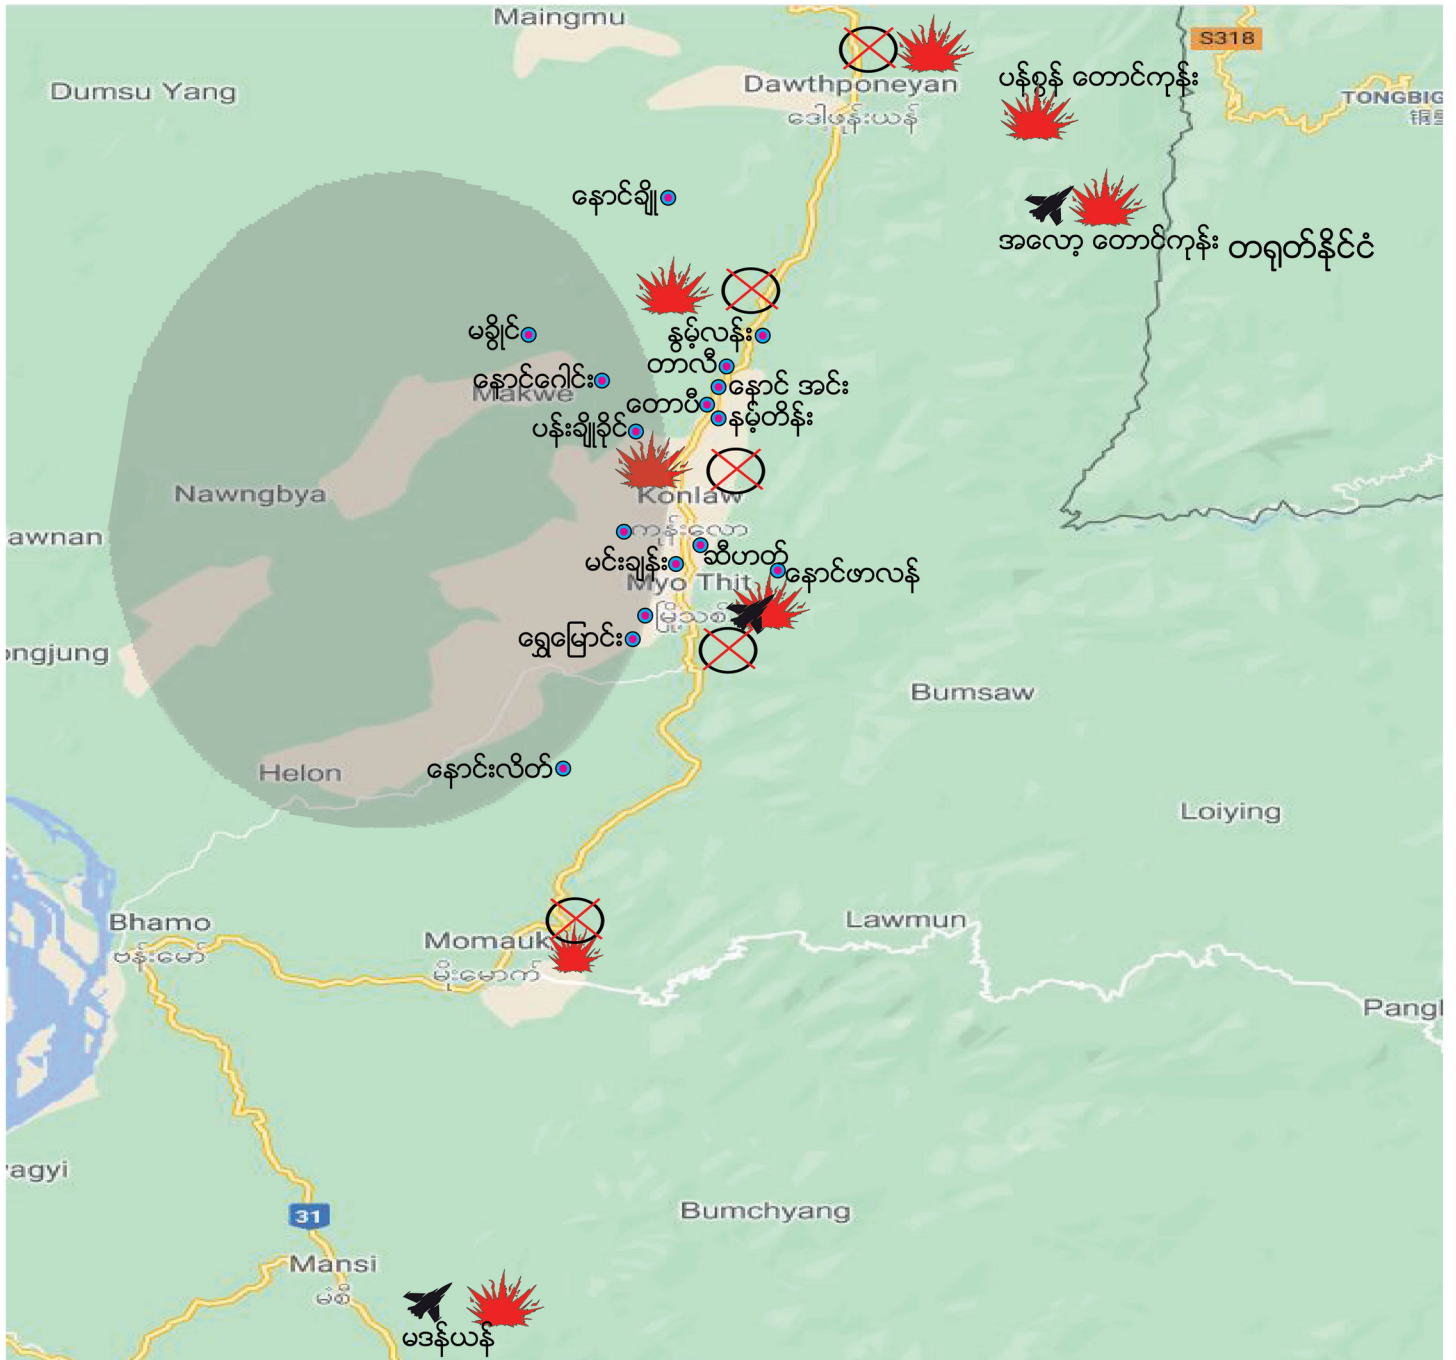 Maingmu
S318
Dawthponeyan
ဒေါ့ဖုန်းယန်
ပန်စွန် တောင်ကုန်း
Dumsu Yang
TONGBIG
နောင်ချို
အလော့ တောင်ကုန်း
တရုတ်နိုင်ငံ
မခွိုင်
နွမ့်လန်း
တာလီ
နောင်ဂေါင်း
Makwe
နောင် အင်း
တောပီ
နမ့်တိန်း
ပန်းချိုခိုင်
Nawngbya
Konlaw
ကုန်းလော
awnan
ဆီဟတ်
မင်းချန်း
နောင်ဖာလန်
Myo Thit
မြို့သစ်
ရွှေမြောင်း
ongjung
Bumsaw
နောင်းလိတ်
Helon
Loiying
Bhamo
ဗန်းမော်
Lawmun
Momauk
မိုးမောက်
Pangl
agyi
31
Bumchyang
Mansi
မံစီ
မဒန်ယန်